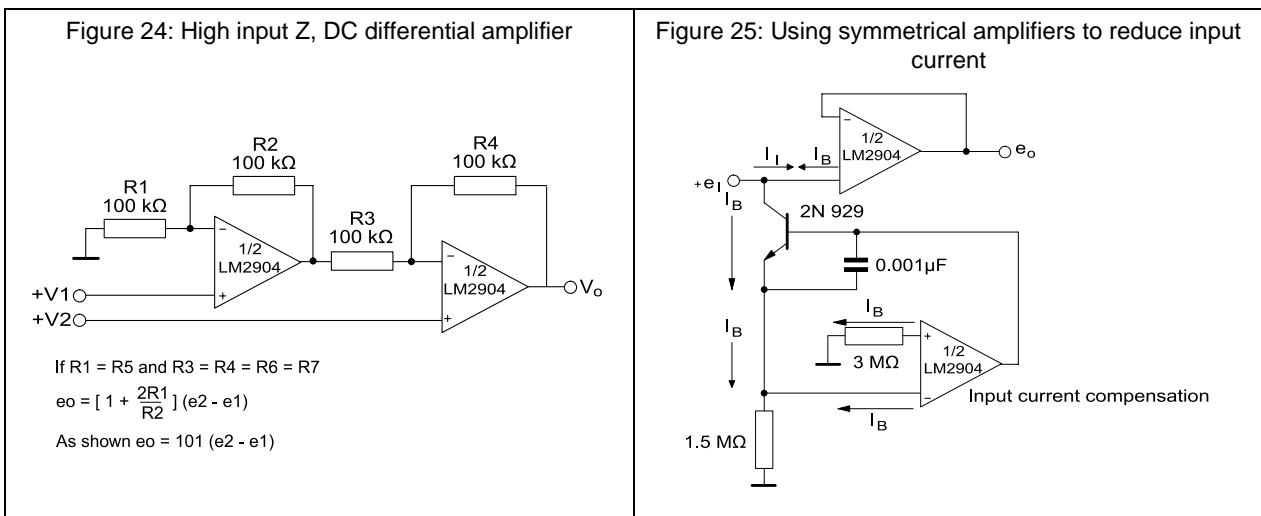 Figure 24: High input Z, DC differential amplifier
R2
100 kΩ
R4
100 kΩ
R1
100 kΩ
R3
100 kΩ
−
1/2
LM2904
+
−
1/2
LM2904
+
+V1
+V2
Vo
If R1 = R5 and R3 = R4 = R6 = R7
eo = [ 1 + 2R1/R2 ] (e2 - e1)
As shown eo = 101 (e2 - e1)
Figure 25: Using symmetrical amplifiers to reduce input
current
−
1/2
LM2904
eo
II
IB
+eI
IB
2N 929
0.001µF
IB
IB
3 MΩ
+
1/2
LM2904
−
Input current compensation
IB
1.5 MΩ